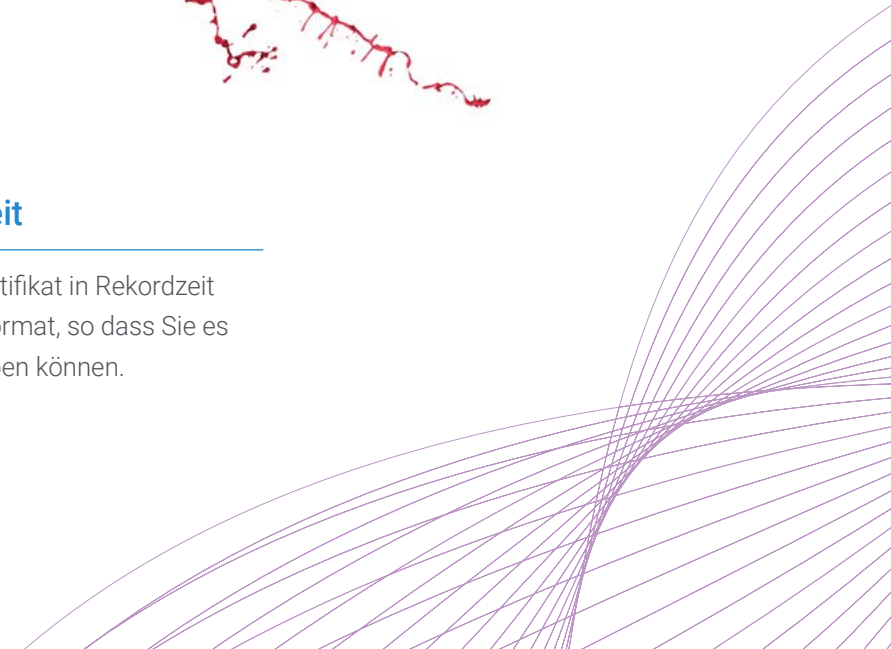 eit
tifikat in Rekordzeit
ormat, so dass Sie es
en können.